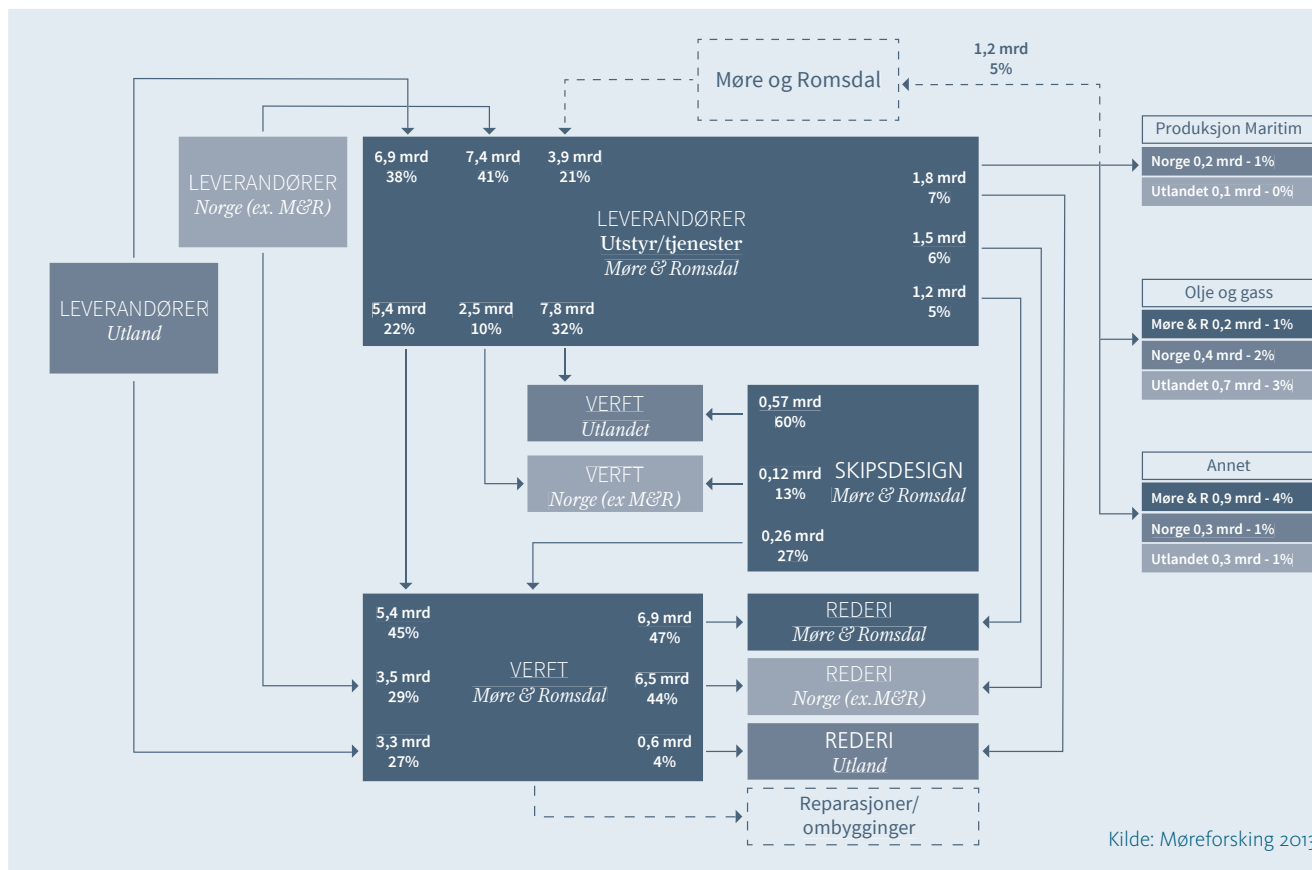 1,2 mrd
5%
Møre og Romsdal
Produksjon Maritim
Norge 0,2 mrd - 1%
Utlandet 0,1 mrd - 0%
LEVERANDØRER
Norge (ex. M&R)
LEVERANDØRER
Utland
6,9 mrd
38%
7,4 mrd
41%
3,9 mrd
21%
LEVERANDØRER
Utstyr/tjenester
Møre & Romsdal
1,8 mrd
7%
1,5 mrd
6%
1,2 mrd
5%
5,4 mrd
22%
2,5 mrd
10%
7,8 mrd
32%
Olje og gass
Møre & R 0,2 mrd - 1%
Norge 0,4 mrd - 2%
Utlandet 0,7 mrd - 3%
VERFT
Utlandet
VERFT
Norge (ex M&R)
0,57 mrd
60%
0,12 mrd
13%
0,26 mrd
27%
SKIPSDESIGN
Møre & Romsdal
Annet
Møre & R 0,9 mrd - 4%
Norge 0,3 mrd - 1%
Utlandet 0,3 mrd - 1%
5,4 mrd
45%
3,5 mrd
29%
3,3 mrd
27%
VERFT
Møre & Romsdal
6,9 mrd
47%
6,5 mrd
44%
0,6 mrd
4%
REDERI
Møre & Romsdal
REDERI
Norge (ex.M&R)
REDERI
Utland
Reparasjoner/
ombygginger
Kilde: Møreforsking 2013